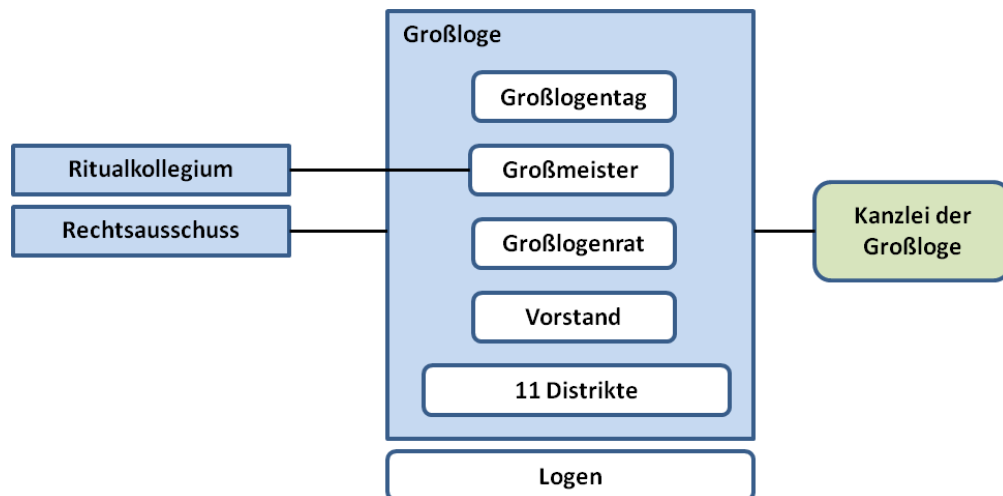 Großloge
Großlogentag
Ritualkollegium
Großmeister
Rechtsausschuss
Großlogenrat
Kanzlei der
Großloge
Vorstand
11 Distrikte
Logen